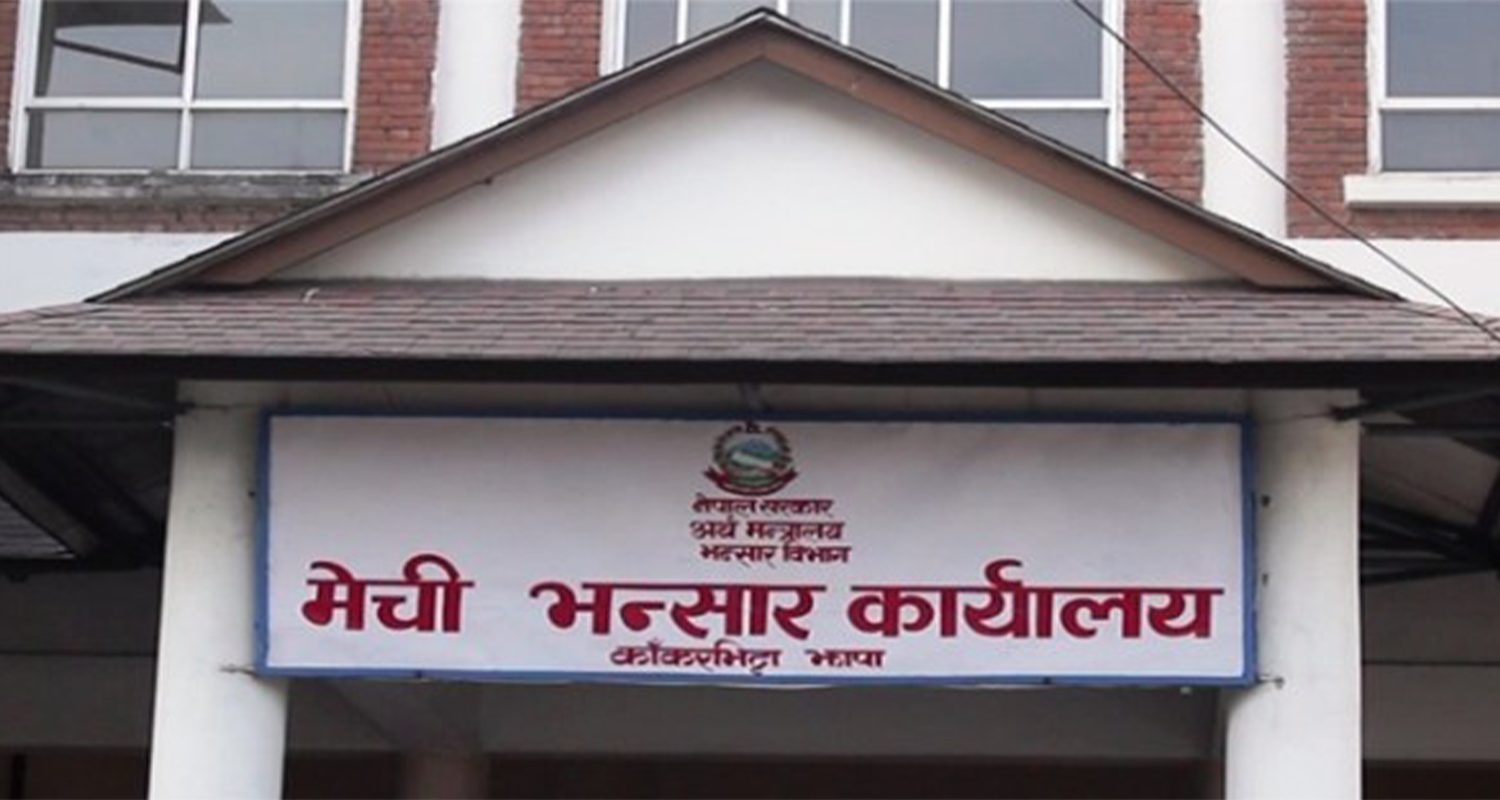 नेपाल सरकार
अर्थ मन्त्रालय
भन्सार विभाग
मेची भन्सार कार्यालय
काँकरभिट्टा झापा